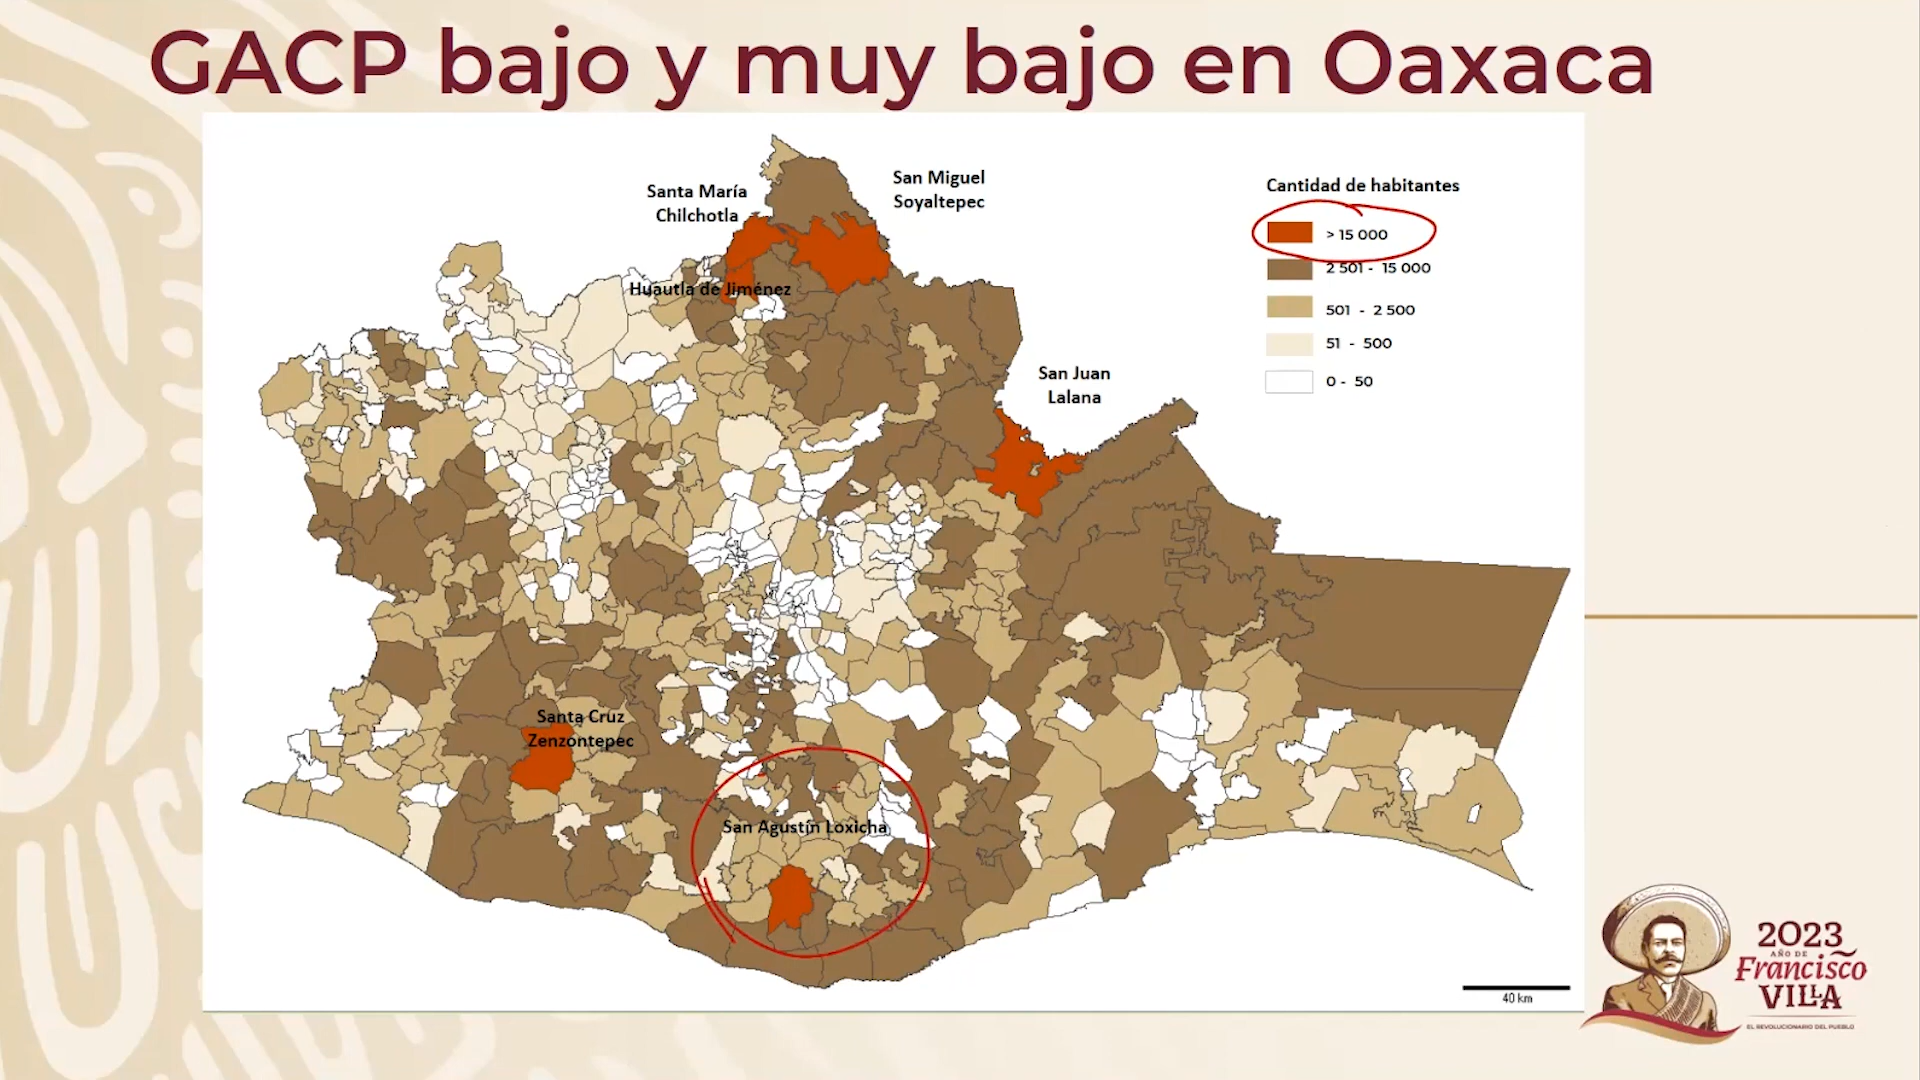 GACP bajo y muy bajo en Oaxaca
Santa María
Chilchotla
San Miguel
Soyaltepec
Cantidad de habitantes
> 15 000
2 501 - 15 000
501 - 2 500
51 - 500
0 - 50
Huautla de Jiménez
San Juan
Lalana
Santa Cruz
Zenzontepec
San Agustín Loxicha
40 km
2023
AÑO DE
Francisco
VILLA
EL REVOLUCIONARIO DEL PUEBLO